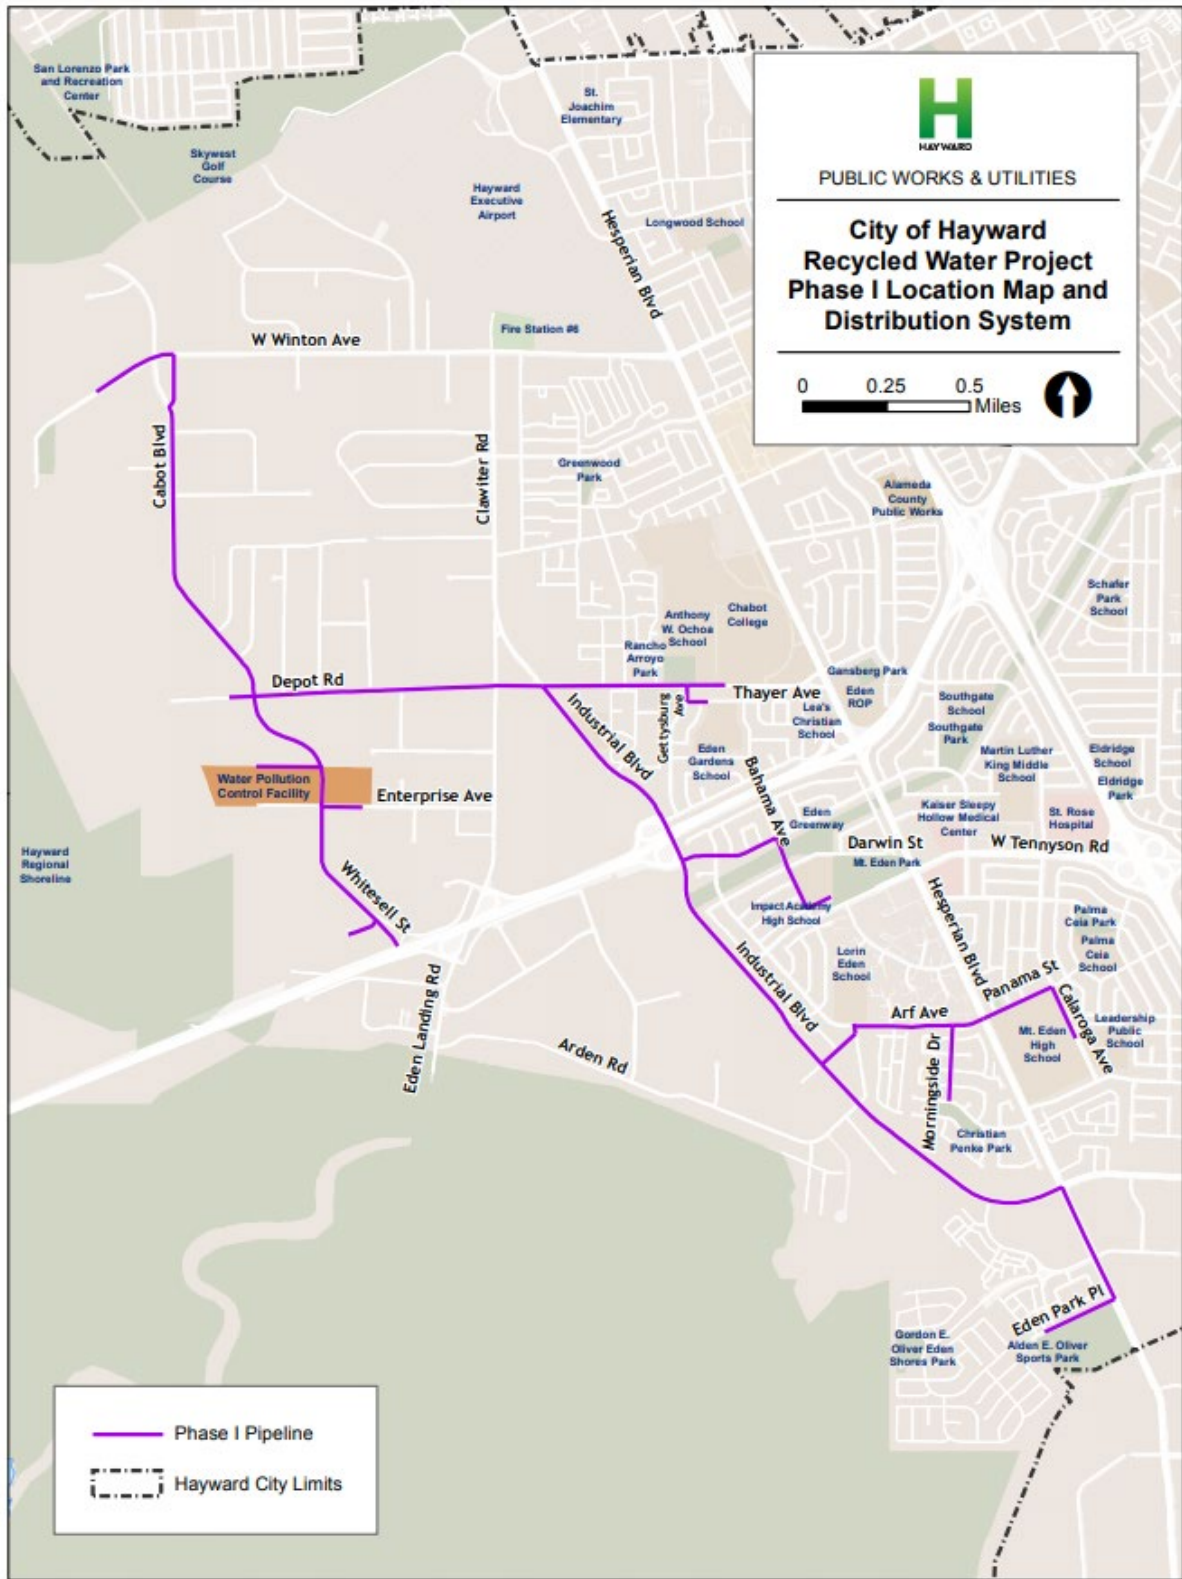 San Lorenzo Park
and Recreation
Center
St.
Joachim
Elementary
Skywest
Golf
Course
Hayward
Executive
Airport
Longwood School
Hesperian Blvd
HAYWARD
PUBLIC WORKS & UTILITIES
City of Hayward
Recycled Water Project
Phase I Location Map and
Distribution System
0 0.25 0.5
Miles
W Winton Ave
Fire Station #6
Cabot Blvd
Clawiter Rd
Greenwood
Park
Alameda
County
Public Works
Schafer
Park
School
Anthony
W. Ochoa
School
Chabot
College
Rancho
Arroyo
Park
Depot Rd
Industrial Blvd
Gettysburg
Ave
Thayer Ave
Gansberg Park
Eden
ROP
Lea's
Christian
School
Southgate
School
Southgate
Park
Martin Luther
King Middle
School
Eldridge
School
Eldridge
Park
Eden
Gardens
School
Bahama Ave
Water Pollution
Control Facility
Enterprise Ave
Eden
Greenway
Kaiser Sleepy
Hollow Medical
Center
St. Rose
Hospital
Darwin St
W Tennyson Rd
Mt. Eden Park
Hayward
Regional
Shoreline
Whitesell St
Impact Academy
High School
Hesperian Blvd
Palma
Ceia Park
Palma
Ceia
School
Lorin
Eden
School
Industrial Blvd
Panama St
Calaroga Ave
Arf Ave
Mt. Eden
High
School
Leadership
Public
School
Eden Landing Rd
Arden Rd
Morningside Dr
Christian
Penke Park
Eden Park Pl
Gordon E.
Oliver Eden
Shores Park
Alden E. Oliver
Sports Park
Phase I Pipeline
Hayward City Limits